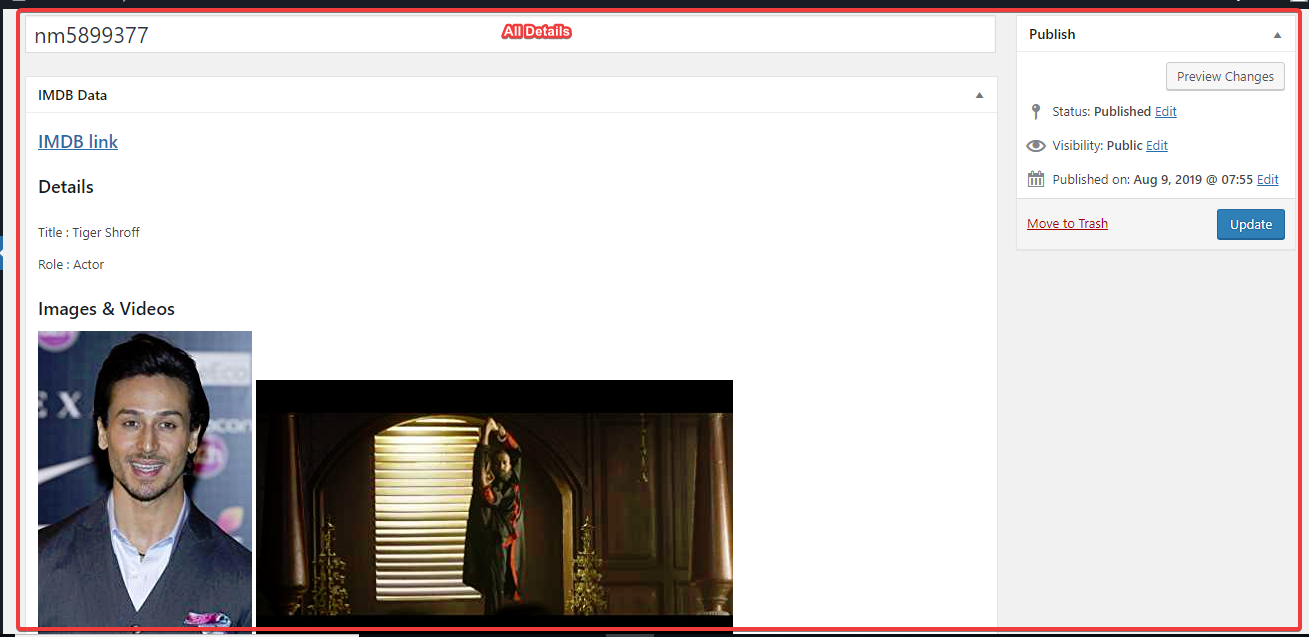 nm5899377
All Details
IMDB Data
IMDB link
Details
Title : Tiger Shroff
Role : Actor
Images & Videos
EX
Publish
Preview Changes
Status: Published Edit
Visibility: Public Edit
Published on: Aug 9, 2019 @ 07:55 Edit
Move to Trash
Update